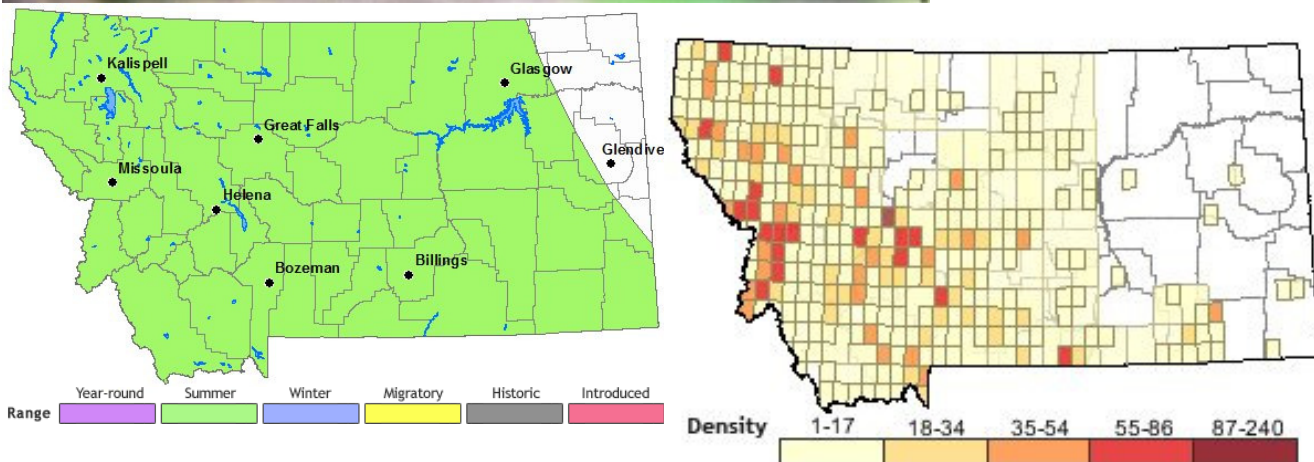 Kalispell
Glasgow
Great Falls
Glendive
Missoula
Helena
Bozeman
Billings
Year-round Summer Winter Migratory Historic Introduced
Range
Density 1-17 18-34 35-54 55-86 87-240